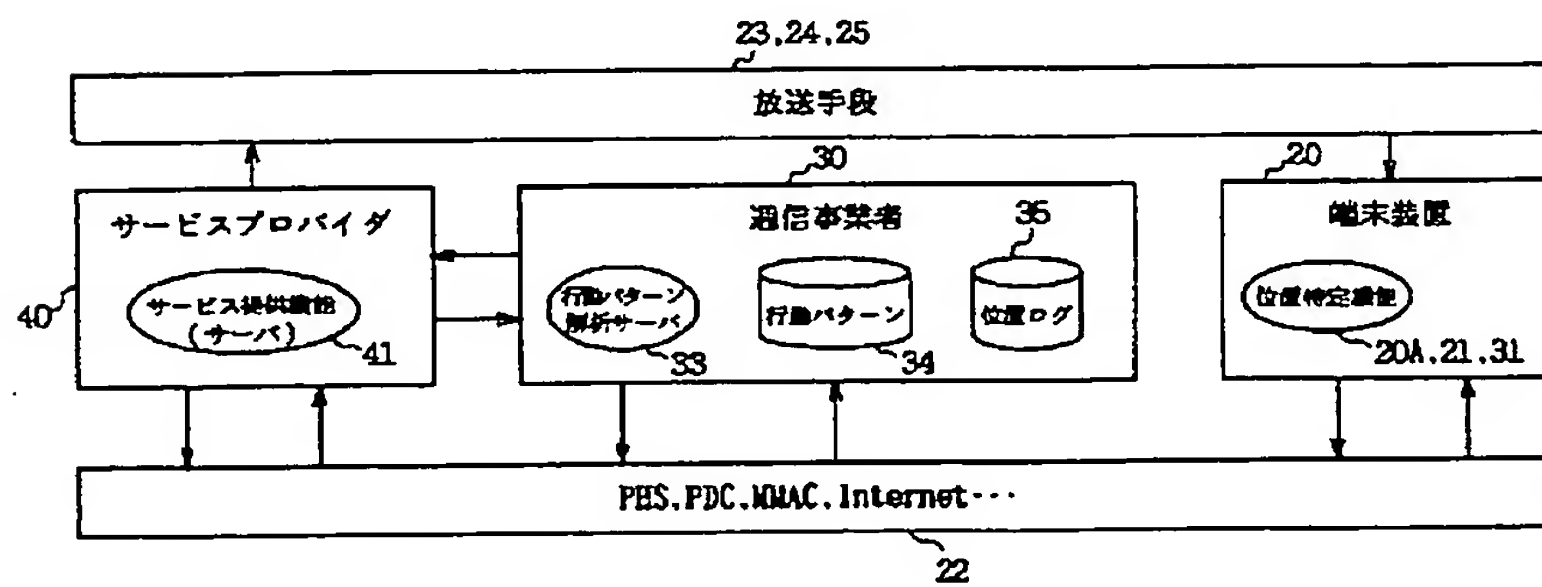 23,24,25
放送手段
30
20
サービスプロバイダ
通信事業者
35
端末装置
サービス提供機能
(サーバ)
行動パターン
解析サーバ
行動パターン
位置ログ
位置特定機能
40
41
33
34
20A,21,31
PHS,PDC,MMAC,Internet・・・
22